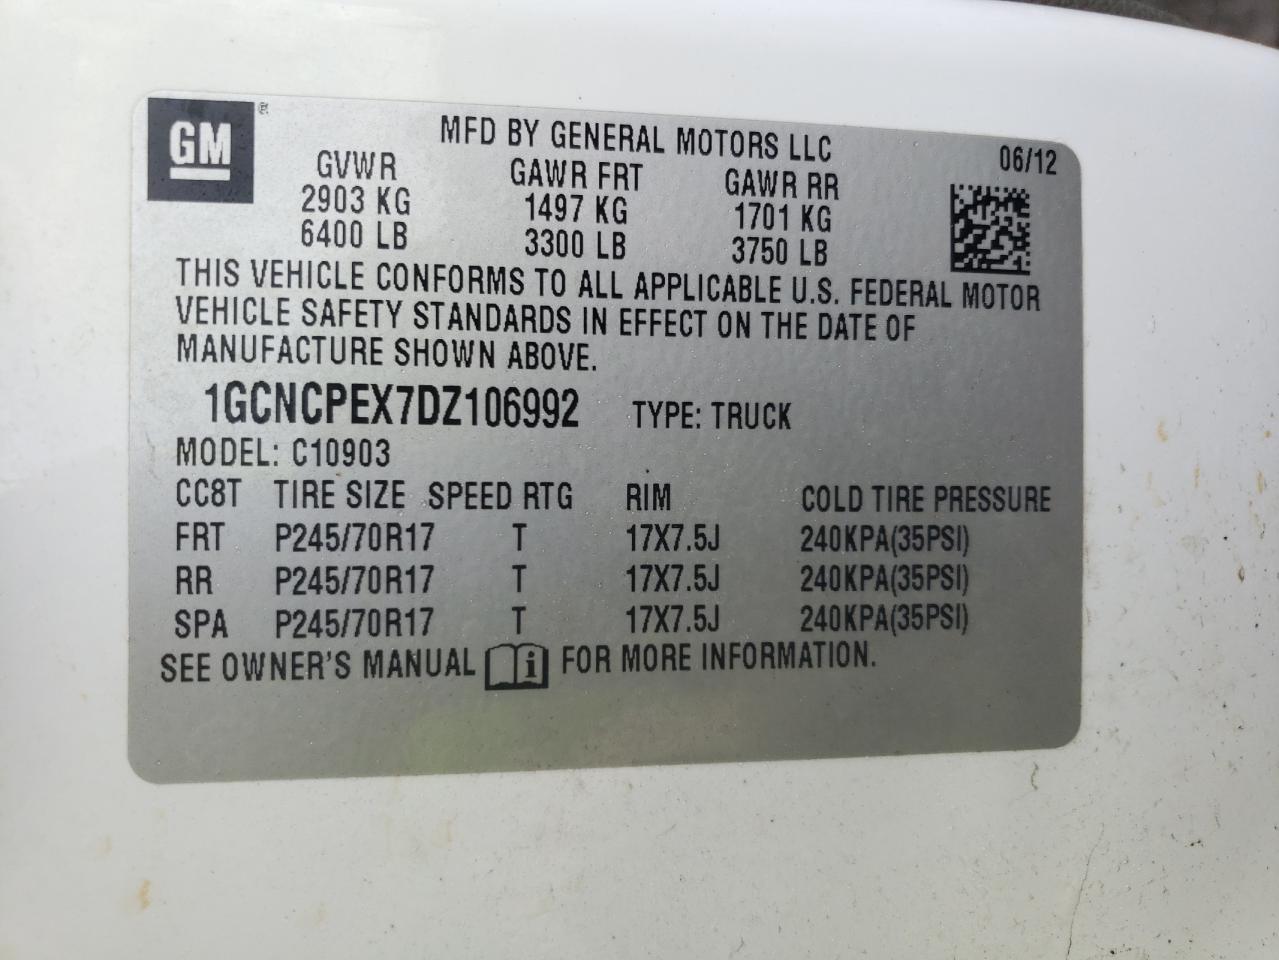 GM ®
MFD BY GENERAL MOTORS LLC 06/12
GVWR GAWR FRT GAWR RR
2903 KG 1497 KG 1701 KG
6400 LB 3300 LB 3750 LB
THIS VEHICLE CONFORMS TO ALL APPLICABLE U.S. FEDERAL MOTOR
VEHICLE SAFETY STANDARDS IN EFFECT ON THE DATE OF
MANUFACTURE SHOWN ABOVE.
1GCNCPEX7DZ106992 TYPE: TRUCK
MODEL: C10903
CC8T TIRE SIZE SPEED RTG RIM COLD TIRE PRESSURE
FRT P245/70R17 T 17X7.5J 240KPA(35PSI)
RR P245/70R17 T 17X7.5J 240KPA(35PSI)
SPA P245/70R17 T 17X7.5J 240KPA(35PSI)
SEE OWNER'S MANUAL i FOR MORE INFORMATION.